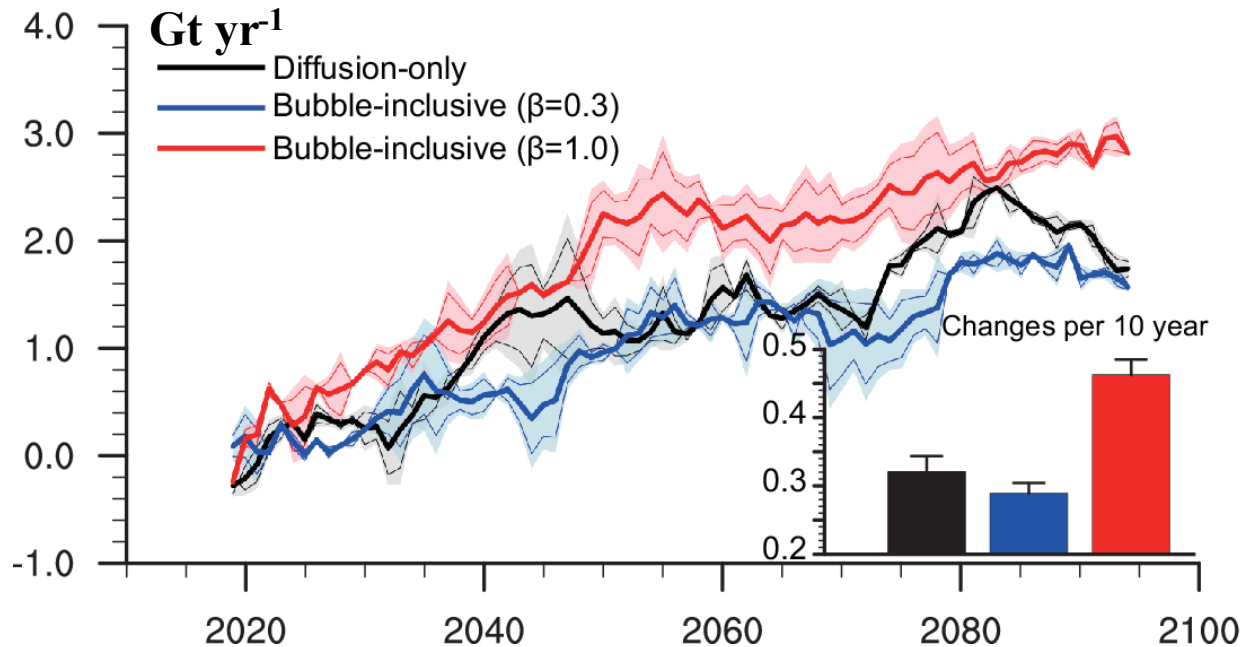 4.0
Gt yr-1
Diffusion-only
Bubble-inclusive (β=0.3)
3.0
Bubble-inclusive (β=1.0)
2.0
Changes per 10 year
1.0
0.5
0.4
0.0
0.3
-1.0
0.2
2020 2040 2060 2080 2100